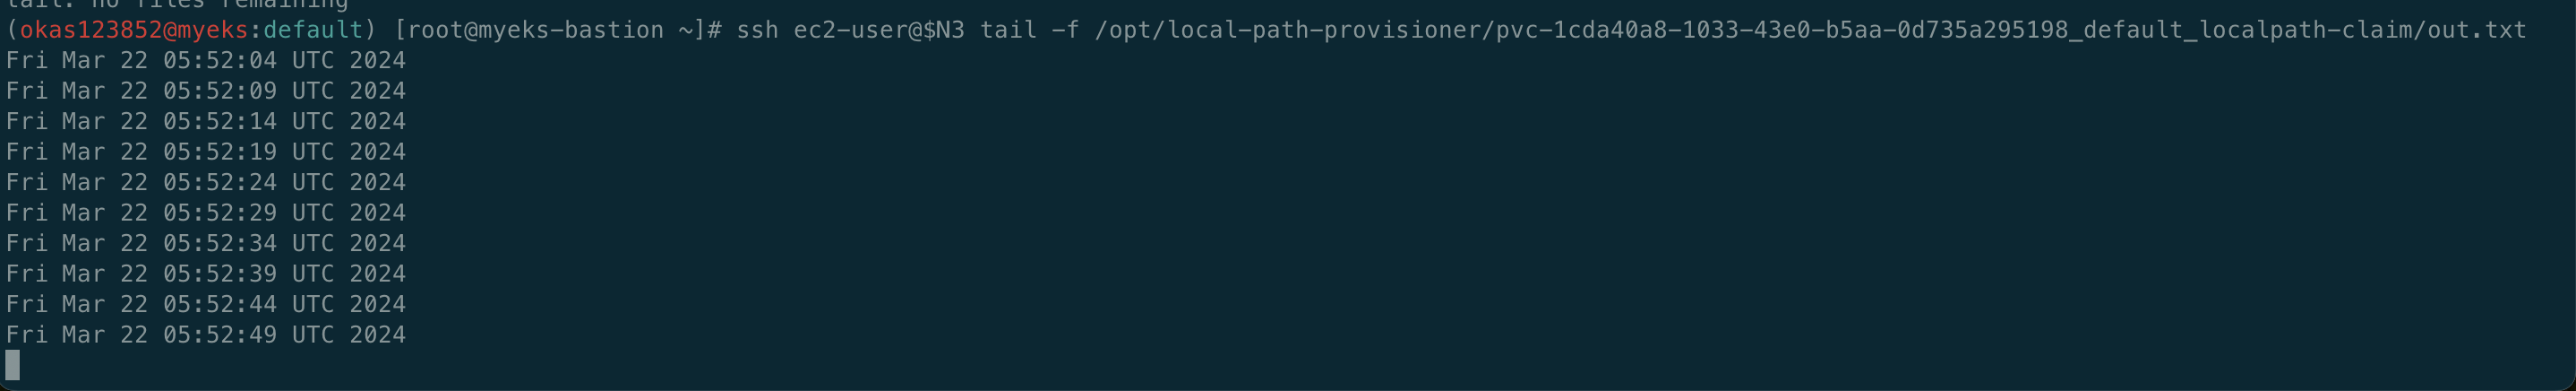 tail: no files remaining
(okas123852@myeks:default) [root@myeks-bastion ~]# ssh ec2-user@$N3 tail -f /opt/local-path-provisioner/pvc-1cda40a8-1033-43e0-b5aa-0d735a295198_default_localpath-claim/out.txt
Fri Mar 22 05:52:04 UTC 2024
Fri Mar 22 05:52:09 UTC 2024
Fri Mar 22 05:52:14 UTC 2024
Fri Mar 22 05:52:19 UTC 2024
Fri Mar 22 05:52:24 UTC 2024
Fri Mar 22 05:52:29 UTC 2024
Fri Mar 22 05:52:34 UTC 2024
Fri Mar 22 05:52:39 UTC 2024
Fri Mar 22 05:52:44 UTC 2024
Fri Mar 22 05:52:49 UTC 2024